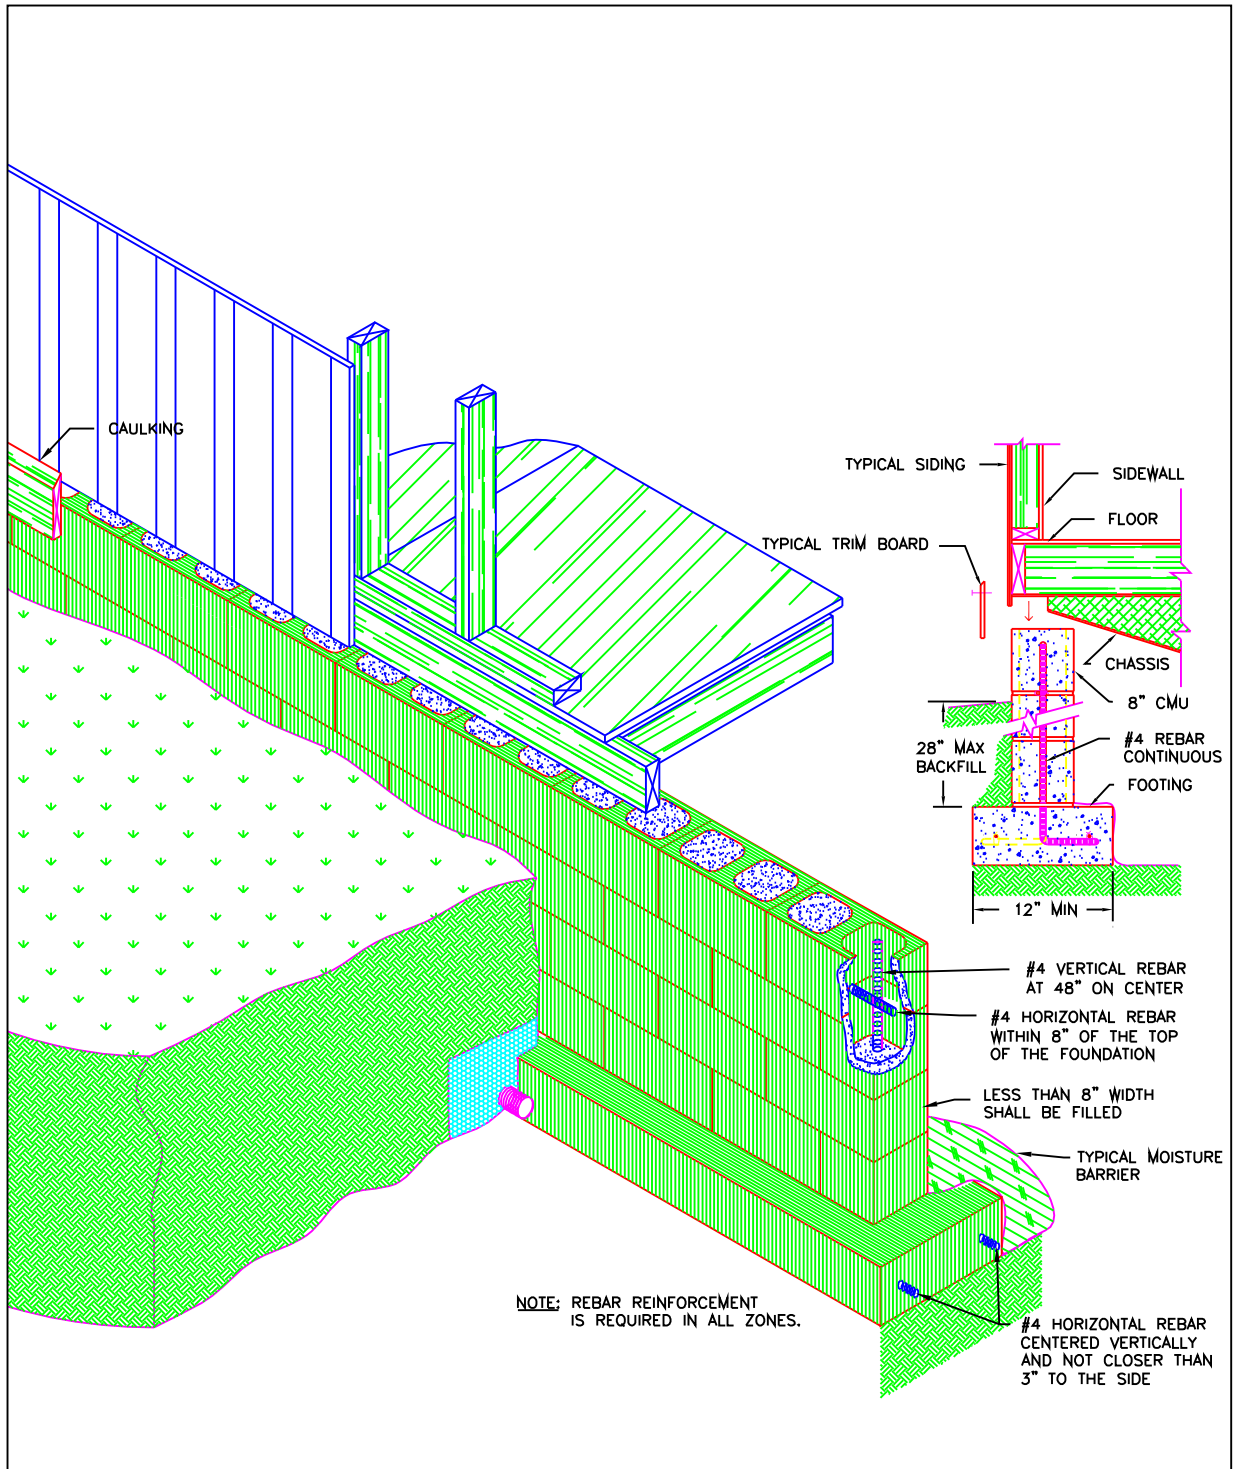 CAULKING
TYPICAL SIDING
SIDEWALL
FLOOR
TYPICAL TRIM BOARD
CHASSIS
8" CMU
28" MAX
BACKFILL
#4 REBAR
CONTINUOUS
FOOTING
12" MIN
#4 VERTICAL REBAR
AT 48" ON CENTER
#4 HORIZONTAL REBAR
WITHIN 8" OF THE TOP
OF THE FOUNDATION
LESS THAN 8" WIDTH
SHALL BE FILLED
TYPICAL MOISTURE
BARRIER
NOTE: REBAR REINFORCEMENT
IS REQUIRED IN ALL ZONES.
#4 HORIZONTAL REBAR
CENTERED VERTICALLY
AND NOT CLOSER THAN
3" TO THE SIDE